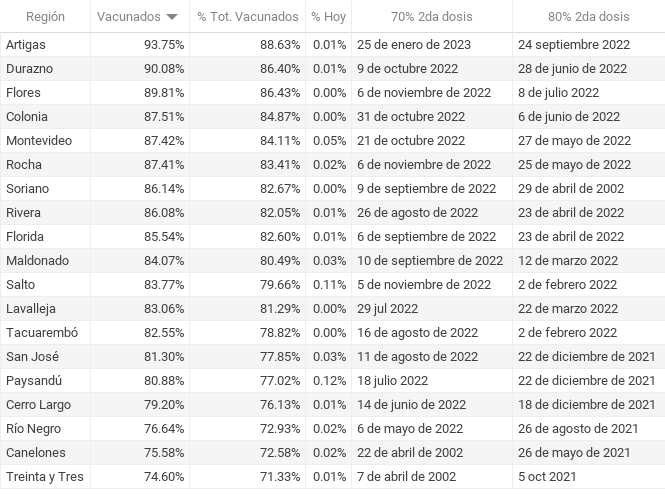 Región Vacunados % Tot. Vacunados % Hoy 70% 2da dosis 80% 2da dosis
Artigas 93.75% 88.63% 0.01% 25 de enero de 2023 24 septiembre 2022
Durazno 90.08% 86.40% 0.01% 9 de octubre 2022 28 de junio de 2022
Flores 89.81% 86.43% 0.00% 6 de noviembre de 2022 8 de julio 2022
Colonia 87.51% 84.87% 0.00% 31 de octubre 2022 6 de junio de 2022
Montevideo 87.42% 84.11% 0.05% 21 de octubre 2022 27 de mayo de 2022
Rocha 87.41% 83.41% 0.02% 6 de noviembre de 2022 25 de mayo de 2022
Soriano 86.14% 82.67% 0.00% 9 de septiembre de 2022 29 de abril de 2002
Rivera 86.08% 82.05% 0.01% 26 de agosto de 2022 23 de abril de 2022
Florida 85.54% 82.60% 0.01% 6 de septiembre de 2022 23 de abril de 2022
Maldonado 84.07% 80.49% 0.03% 10 de septiembre de 2022 12 de marzo 2022
Salto 83.77% 79.66% 0.11% 5 de noviembre de 2022 2 de febrero 2022
Lavalleja 83.06% 81.29% 0.00% 29 jul 2022 22 de marzo 2022
Tacuarembó 82.55% 78.82% 0.00% 16 de agosto de 2022 2 de febrero 2022
San José 81.30% 77.85% 0.03% 11 de agosto de 2022 22 de diciembre de 2021
Paysandú 80.88% 77.02% 0.12% 18 julio 2022 22 de diciembre de 2021
Cerro Largo 79.20% 76.13% 0.01% 14 de junio de 2022 18 de diciembre de 2021
Río Negro 76.64% 72.93% 0.02% 6 de mayo de 2022 26 de agosto de 2021
Canelones 75.58% 72.58% 0.02% 22 de abril de 2002 26 de mayo de 2021
Treinta y Tres 74.60% 71.33% 0.01% 7 de abril de 2002 5 oct 2021